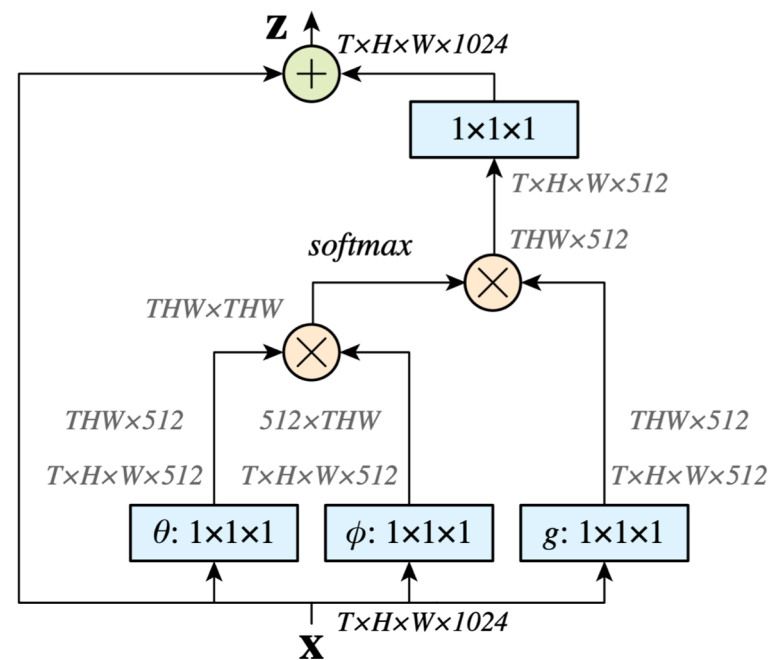 z
T×H×W×1024
+
1×1×1
T×H×W×512
THW×512
softmax
×
THW×THW
×
THW×512 512×THW THW×512
T×H×W×512 T×H×W×512 T×H×W×512
θ: 1×1×1 ϕ: 1×1×1 g: 1×1×1
T×H×W×1024
x